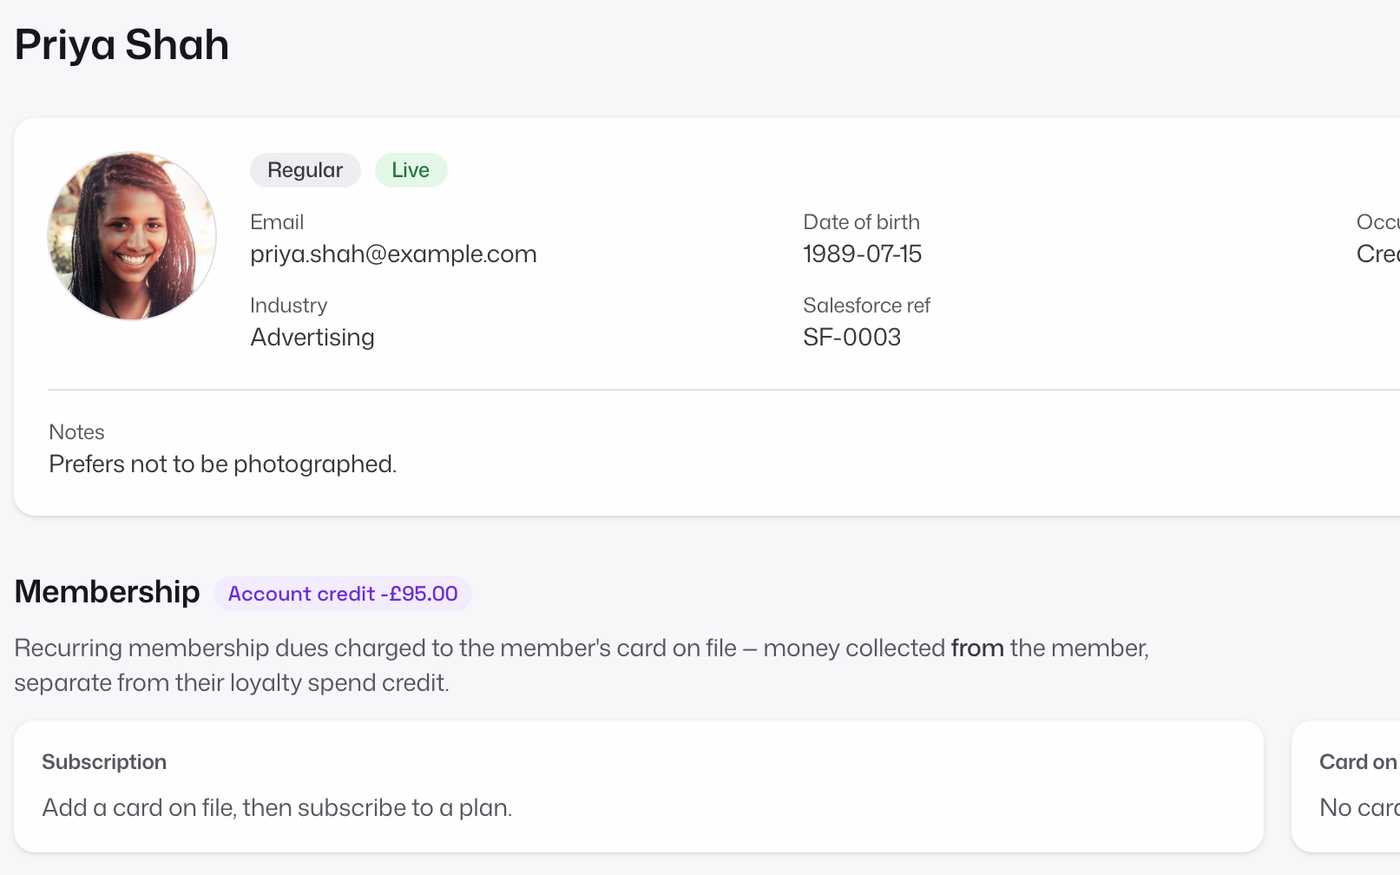 Priya Shah
Regular
Live
Email
priya.shah@example.com
Date of birth
1989-07-15
Industry
Advertising
Salesforce ref
SF-0003
Notes
Prefers not to be photographed.
Membership
Account credit -£95.00
Recurring membership dues charged to the member's card on file — money collected from the member,
separate from their loyalty spend credit.
Subscription
Add a card on file, then subscribe to a plan.
Card on
No